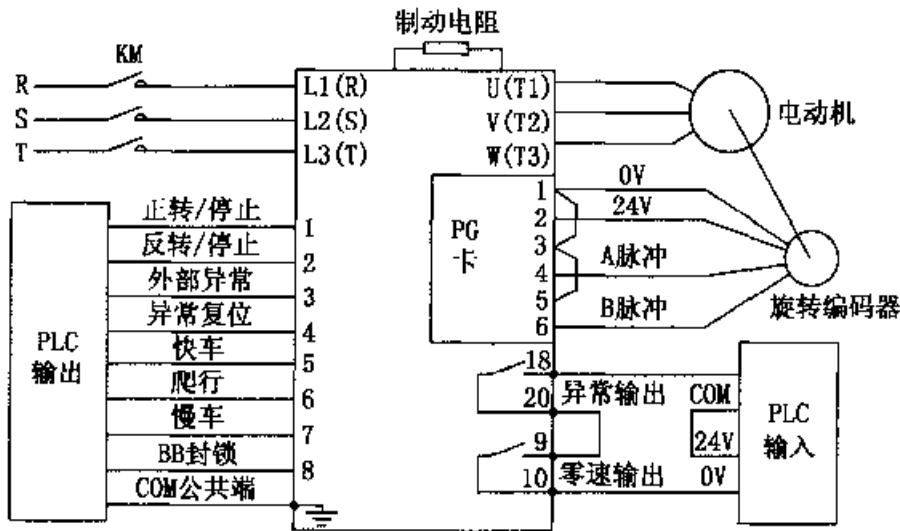 制动电阻
KM
R L1(R) U(T1)
S L2(S) V(T2) 电动机
T L3(T) W(T3)
正转/停止 1
反转/停止 2
外部异常 3
异常复位 4
快车 5
爬行 6
慢车 7
BB封锁 8
COM公共端
PLC
输出
PG
卡
1 0V
2 24V
3
4 A脉冲
5
6 B脉冲
旋转编码器
18
20 异常输出 COM
9 24V
10 零速输出 0V
PLC
输入